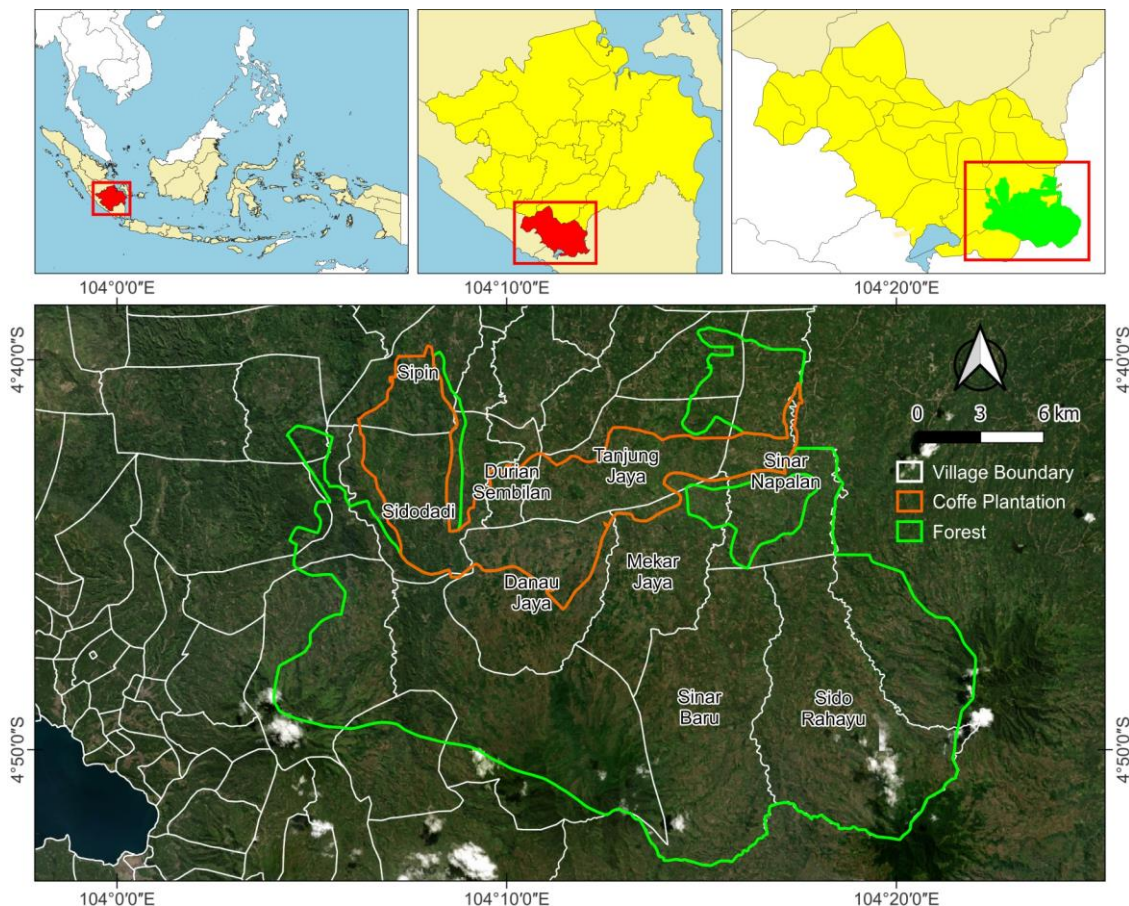 104°0′0″E
104°10′0″E
104°20′0″E
4°40′0″S
4°40′0″S
Sipin
0 3 6 km
Durian
Sembilan
Tanjung
Jaya
Sinar
Napalan
Village Boundary
Coffe Plantation
Forest
Sidodadi
Danau
Jaya
Mekar
Jaya
Sinar
Baru
Sido
Rahayu
4°50′0″S
4°50′0″S
104°0′0″E
104°10′0″E
104°20′0″E